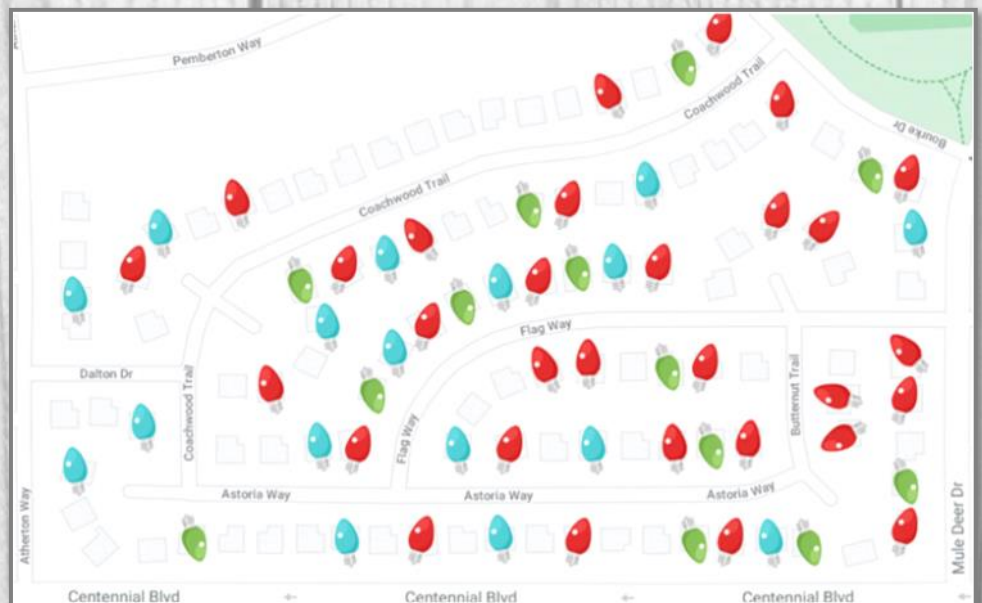 Pemberton Way
Coachwood Trail
Bourke Dr
Coachwood Trail
Flag Way
Dalton Dr
Coachwood Trail
Butternut Trail
Flag Way
Astoria Way
Astoria Way
Astoria Way
Atherton Way
Mule Deer Dr
Centennial Blvd
←
Centennial Blvd
←
Centennial Blvd
←